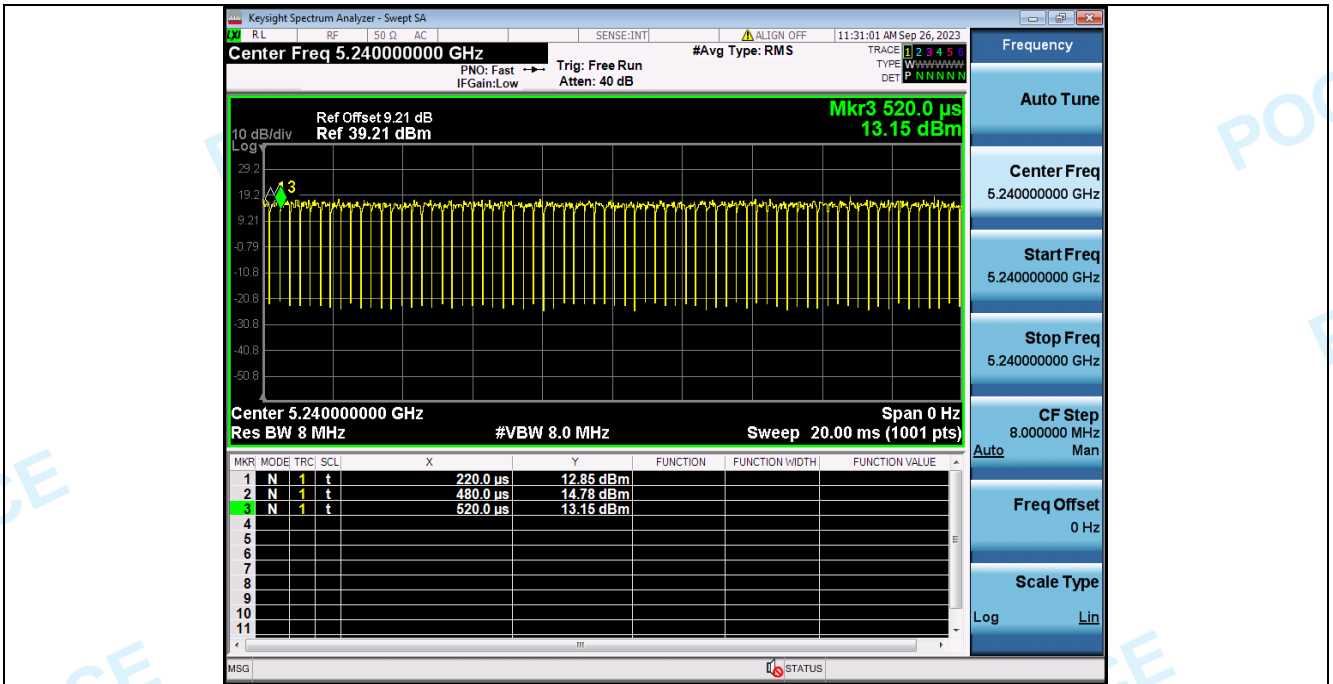 Keysight Spectrum Analyzer - Swept SA
LXI RL RF 50 Ω AC SENSE:INT ALIGN OFF 11:31:01 AM Sep 26, 2023
Center Freq 5.240000000 GHz #Avg Type: RMS TRACE 1 2 3 4 5 6
PNO: Fast Trig: Free Run TYPE WWWWWW
IFGain:Low Atten: 40 dB DET P N N N N N
Frequency
Auto Tune
Center Freq
5.240000000 GHz
Start Freq
5.240000000 GHz
Stop Freq
5.240000000 GHz
CF Step
8.000000 MHz
Auto Man
Freq Offset
0 Hz
Scale Type
Log Lin
Mkr3 520.0 µs
13.15 dBm
Ref Offset 9.21 dB
10 dB/div Ref 39.21 dBm
Log
29.2
19.2
9.21
-0.79
-10.8
-20.8
-30.8
-40.8
-50.8
3
Center 5.240000000 GHz Span 0 Hz
Res BW 8 MHz #VBW 8.0 MHz Sweep 20.00 ms (1001 pts)
MKR MODE TRC SCL X Y FUNCTION FUNCTION WIDTH FUNCTION VALUE
1 N 1 t 220.0 µs 12.85 dBm
2 N 1 t 480.0 µs 14.78 dBm
3 N 1 t 520.0 µs 13.15 dBm
4
5
6
7
8
9
10
11
MSG STATUS